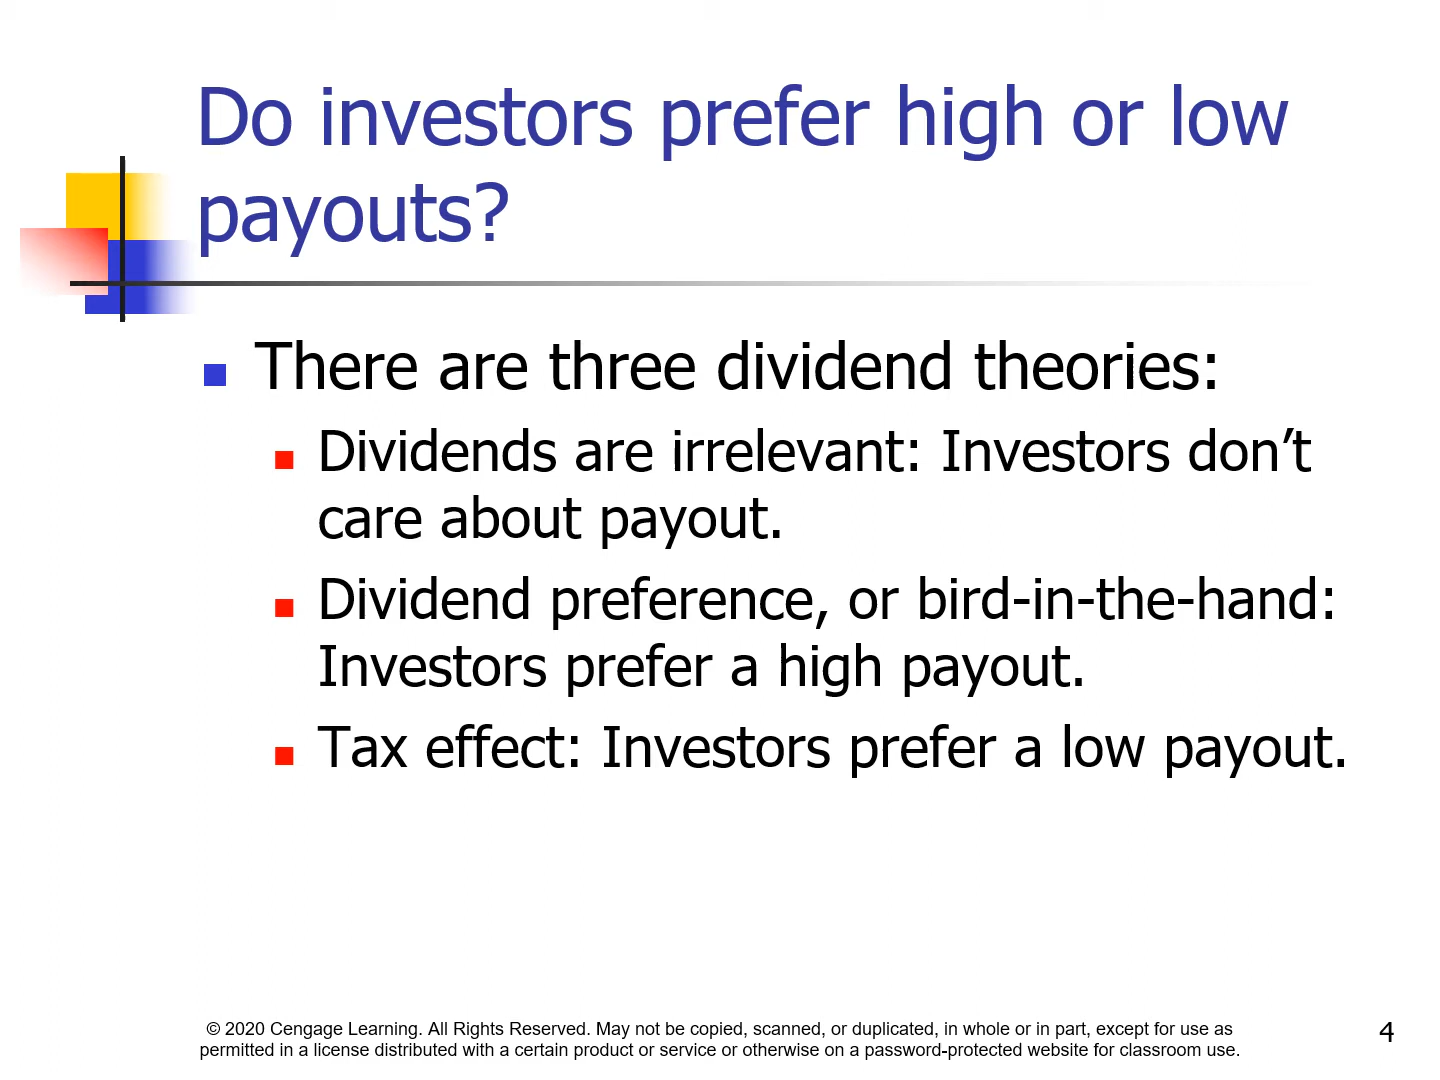 Do investors prefer high or low
payouts?
There are three dividend theories:
Dividends are irrelevant: Investors don’t
care about payout.
Dividend preference, or bird-in-the-hand:
Investors prefer a high payout.
Tax effect: Investors prefer a low payout.
© 2020 Cengage Learning. All Rights Reserved. May not be copied, scanned, or duplicated, in whole or in part, except for use as
permitted in a license distributed with a certain product or service or otherwise on a password-protected website for classroom use.
4